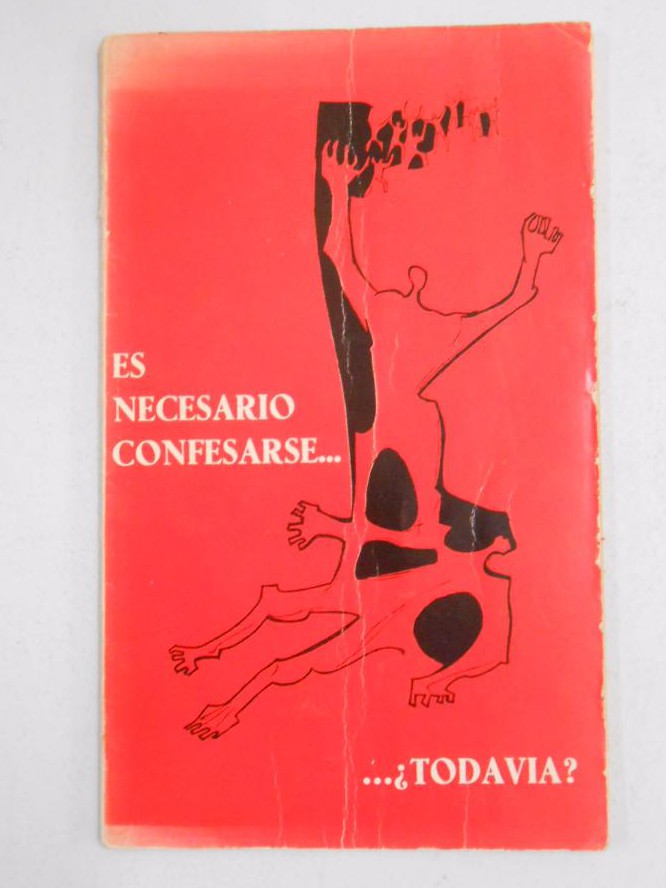 ES
NECESARIO
CONFESARSE...
...¿TODAVIA?